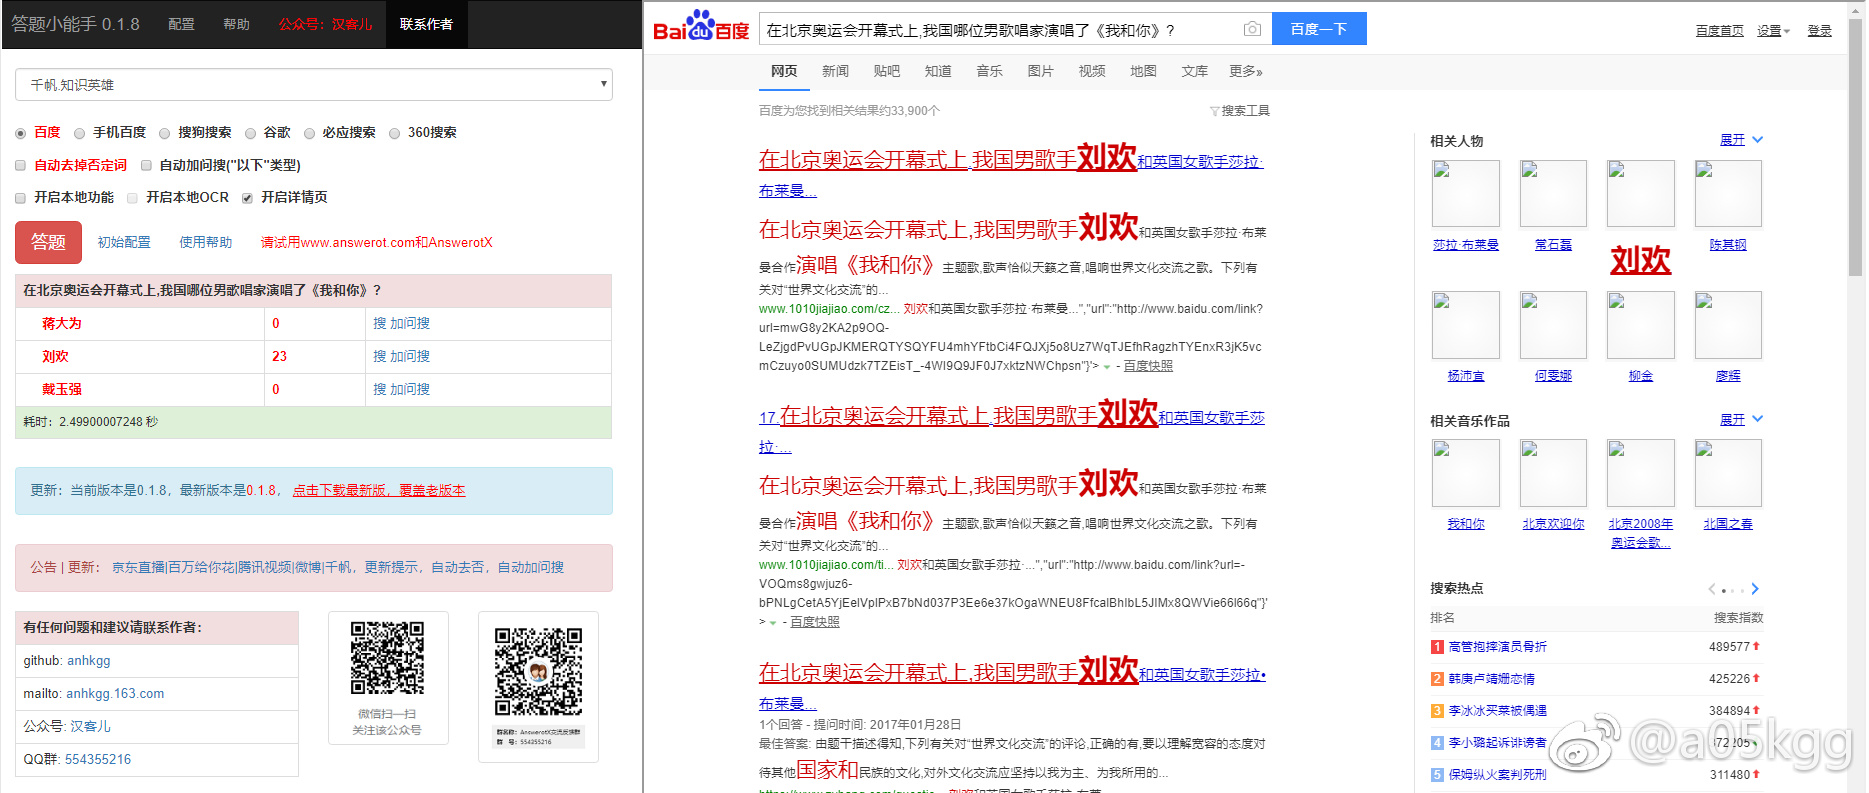 答题小能手 0.1.8 配置 帮助 公众号：汉客儿 联系作者
千帆.知识英雄
百度 手机百度 搜狗搜索 谷歌 必应搜索 360搜索
自动去掉否定词 自动加问搜("以下"类型)
开启本地功能 开启本地OCR 开启详情页
答题 初始配置 使用帮助 请试用www.answerot.com和AnswerotX
在北京奥运会开幕式上,我国哪位男歌唱家演唱了《我和你》?
蒋大为 0 搜 加问搜
刘欢 23 搜 加问搜
戴玉强 0 搜 加问搜
耗时：2.49900007248 秒
更新：当前版本是0.1.8，最新版本是0.1.8， 点击下载最新版，覆盖老版本
公告 | 更新： 京东直播|百万给你花|腾讯视频|微博|千帆，更新提示，自动去否，自动加问搜
有任何问题和建议请联系作者：
github: anhkgg
mailto: anhkgg.163.com
公众号: 汉客儿
QQ群: 554355216
微信扫一扫
关注该公众号
群名称：AnswerotX交流反馈群
群 号：554355216
Bai du 百度 在北京奥运会开幕式上,我国哪位男歌唱家演唱了《我和你》? 百度一下 百度首页 设置 登录
网页 新闻 贴吧 知道 音乐 图片 视频 地图 文库 更多»
百度为您找到相关结果约33,900个 搜索工具
在北京奥运会开幕式上,我国男歌手刘欢和英国女歌手莎拉·
布莱曼...
在北京奥运会开幕式上,我国男歌手刘欢和英国女歌手莎拉·布莱
曼合作演唱《我和你》主题歌,歌声恰似天籁之音,唱响世界文化交流之歌。下列有
关对“世界文化交流”的...
www.1010jiajiao.com/cz... 刘欢和英国女歌手莎拉·布莱曼...","url":"http://www.baidu.com/link?
url=mwG8y2KA2p9OQ-
LeZjgdPvUGpJKMERQTYSQYFU4mhYFtbCi4FQJXj5o8Uz7WqTJEfhRagzhTYEnxR3jK5vc
mCzuyo0SUMUdzk7TZEisT_-4WI9Q9JF0J7xktzNWChpsn"}'> - 百度快照
17.在北京奥运会开幕式上,我国男歌手刘欢和英国女歌手莎
拉·...
在北京奥运会开幕式上,我国男歌手刘欢和英国女歌手莎拉·布莱
曼合作演唱《我和你》主题歌,歌声恰似天籁之音,唱响世界文化交流之歌。下列有
关对“世界文化交流”的...
www.1010jiajiao.com/ti... 刘欢和英国女歌手莎拉·...","url":"http://www.baidu.com/link?url=-
VOQms8gwjuz6-
bPNLgCetA5YjEelVplPxB7bNd037P3Ee6e37kOgaWNEU8FfcalBhlbL5JIMx8QWVie66l66q"}'
> - 百度快照
在北京奥运会开幕式上,我国男歌手刘欢和英国女歌手莎拉•
布莱曼...
1个回答 - 提问时间: 2017年01月28日
最佳答案: 由题干描述得知,下列有关对“世界文化交流”的评论,正确的有,要以理解宽容的态度对
待其他国家和民族的文化,对外文化交流应坚持以我为主、为我所用的...
相关人物 展开
莎拉·布莱曼 常石磊 刘欢 陈其钢
杨沛宜 何雯娜 柳金 廖辉
相关音乐作品 展开
我和你 北京欢迎你 北京2008年 北国之春
奥运会歌...
搜索热点
排名 搜索指数
1 高管抱摔演员骨折 489577
2 韩庚卢靖姗恋情 425226
3 李冰冰买菜被偶遇 384894
4 李小璐起诉诽谤者 372205
5 保姆纵火案判死刑 311480
@a05kgg